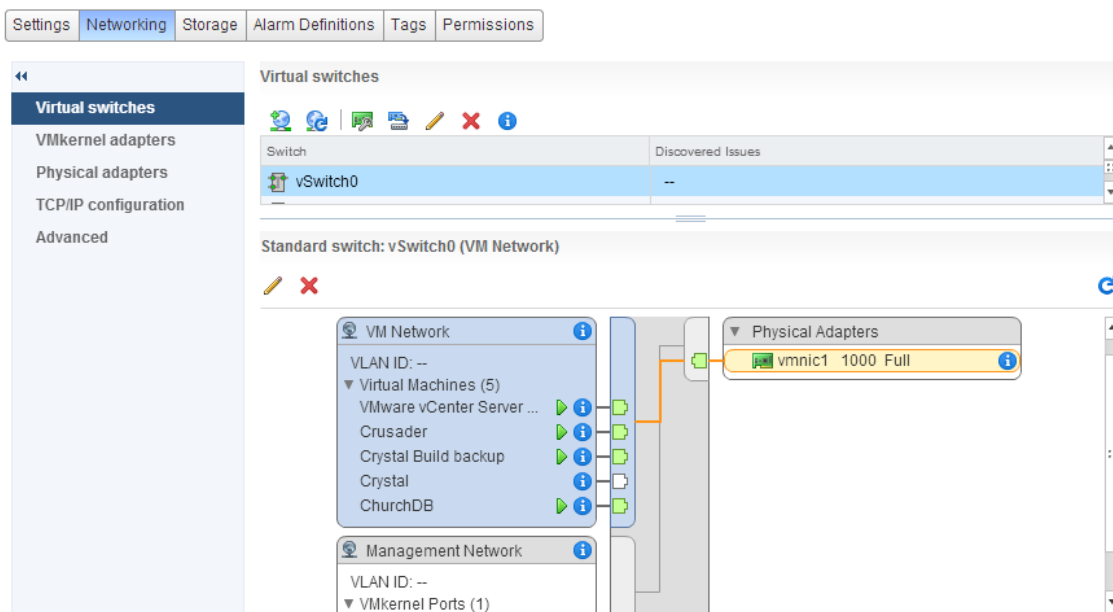 Settings Networking Storage Alarm Definitions Tags Permissions
Virtual switches
VMkernel adapters
Physical adapters
TCP/IP configuration
Advanced
Virtual switches
Switch Discovered Issues
vSwitch0 --
Standard switch: vSwitch0 (VM Network)
VM Network
VLAN ID: --
Virtual Machines (5)
VMware vCenter Server ...
Crusader
Crystal Build backup
Crystal
ChurchDB
Management Network
VLAN ID: --
VMkernel Ports (1)
Physical Adapters
vmnic1 1000 Full